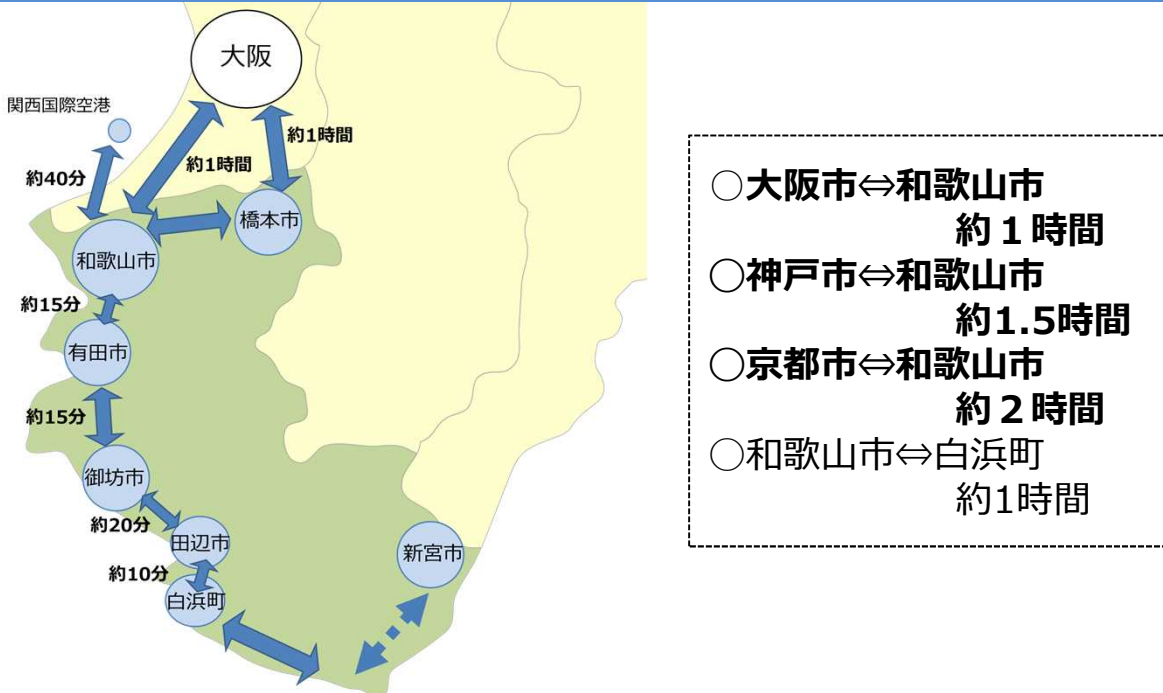 大阪
関西国際空港
約1時間
約1時間
約40分
橋本市
和歌山市
約15分
有田市
約15分
御坊市
約20分
田辺市
新宮市
約10分
白浜町
○大阪市⇔和歌山市
約１時間
○神戸市⇔和歌山市
約1.5時間
○京都市⇔和歌山市
約２時間
○和歌山市⇔白浜町
約1時間